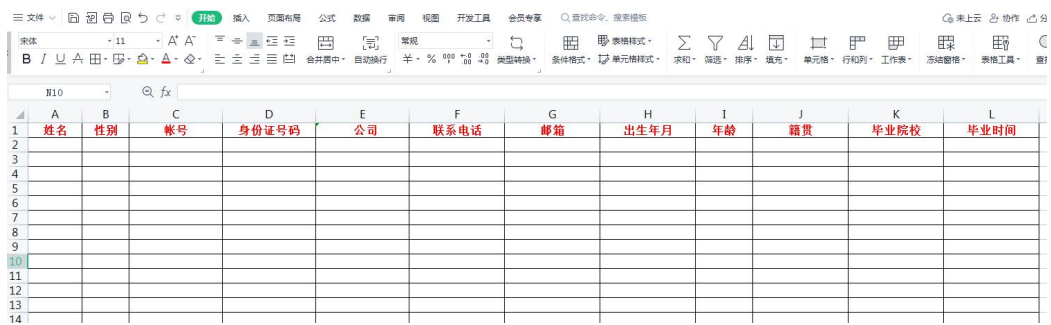 文件 开始 插入 页面布局 公式 数据 审阅 视图 开发工具 会员专享 查找命令、搜索模板 未上云 协作 分
宋体 11 A⁺ A⁻ 常规 表格样式
B I U A A 合并居中 自动换行 ¥ % 类型转换 条件格式 单元格样式 求和 筛选 排序 填充 单元格 行和列 工作表 冻结窗格 表格工具 查
N10 fx
A B C D E F G H I J K L
1 姓名 性别 帐号 身份证号码 公司 联系电话 邮箱 出生年月 年龄 籍贯 毕业院校 毕业时间
2
3
4
5
6
7
8
9
10
11
12
13
14